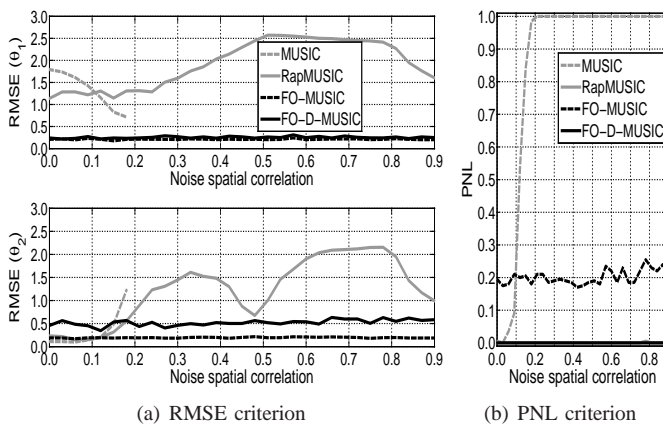 3.0
2.5
2.0
1.5
1.0
0.5
0.0
RMSE (θ1)
MUSIC
RapMUSIC
FO−MUSIC
FO−D−MUSIC
0.0 0.1 0.2 0.3 0.4 0.5 0.6 0.7 0.8 0.9
Noise spatial correlation
3.0
2.5
2.0
1.5
1.0
0.5
0.0
RMSE (θ2)
0.0 0.1 0.2 0.3 0.4 0.5 0.6 0.7 0.8 0.9
Noise spatial correlation
(a) RMSE criterion
1.0
0.9
0.8
0.7
0.6
0.5
0.4
0.3
0.2
0.1
0.0
PNL
MUSIC
RapMUSIC
FO−MUSIC
FO−D−MUSIC
0.0 0.2 0.4 0.6 0.8
Noise spatial correlation
(b) PNL criterion